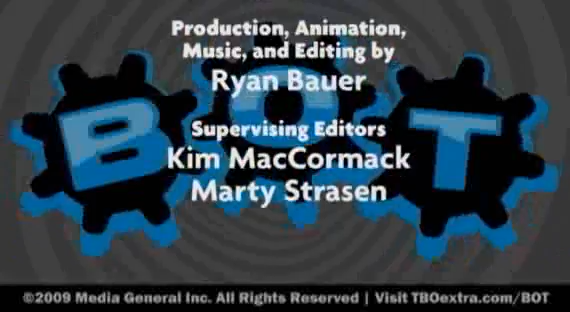 Production, Animation,
Music, and Editing by
Ryan Bauer
Supervising Editors
Kim MacCormack
Marty Strasen
BOT
©2009 Media General Inc. All Rights Reserved | Visit TBOextra.com/BOT